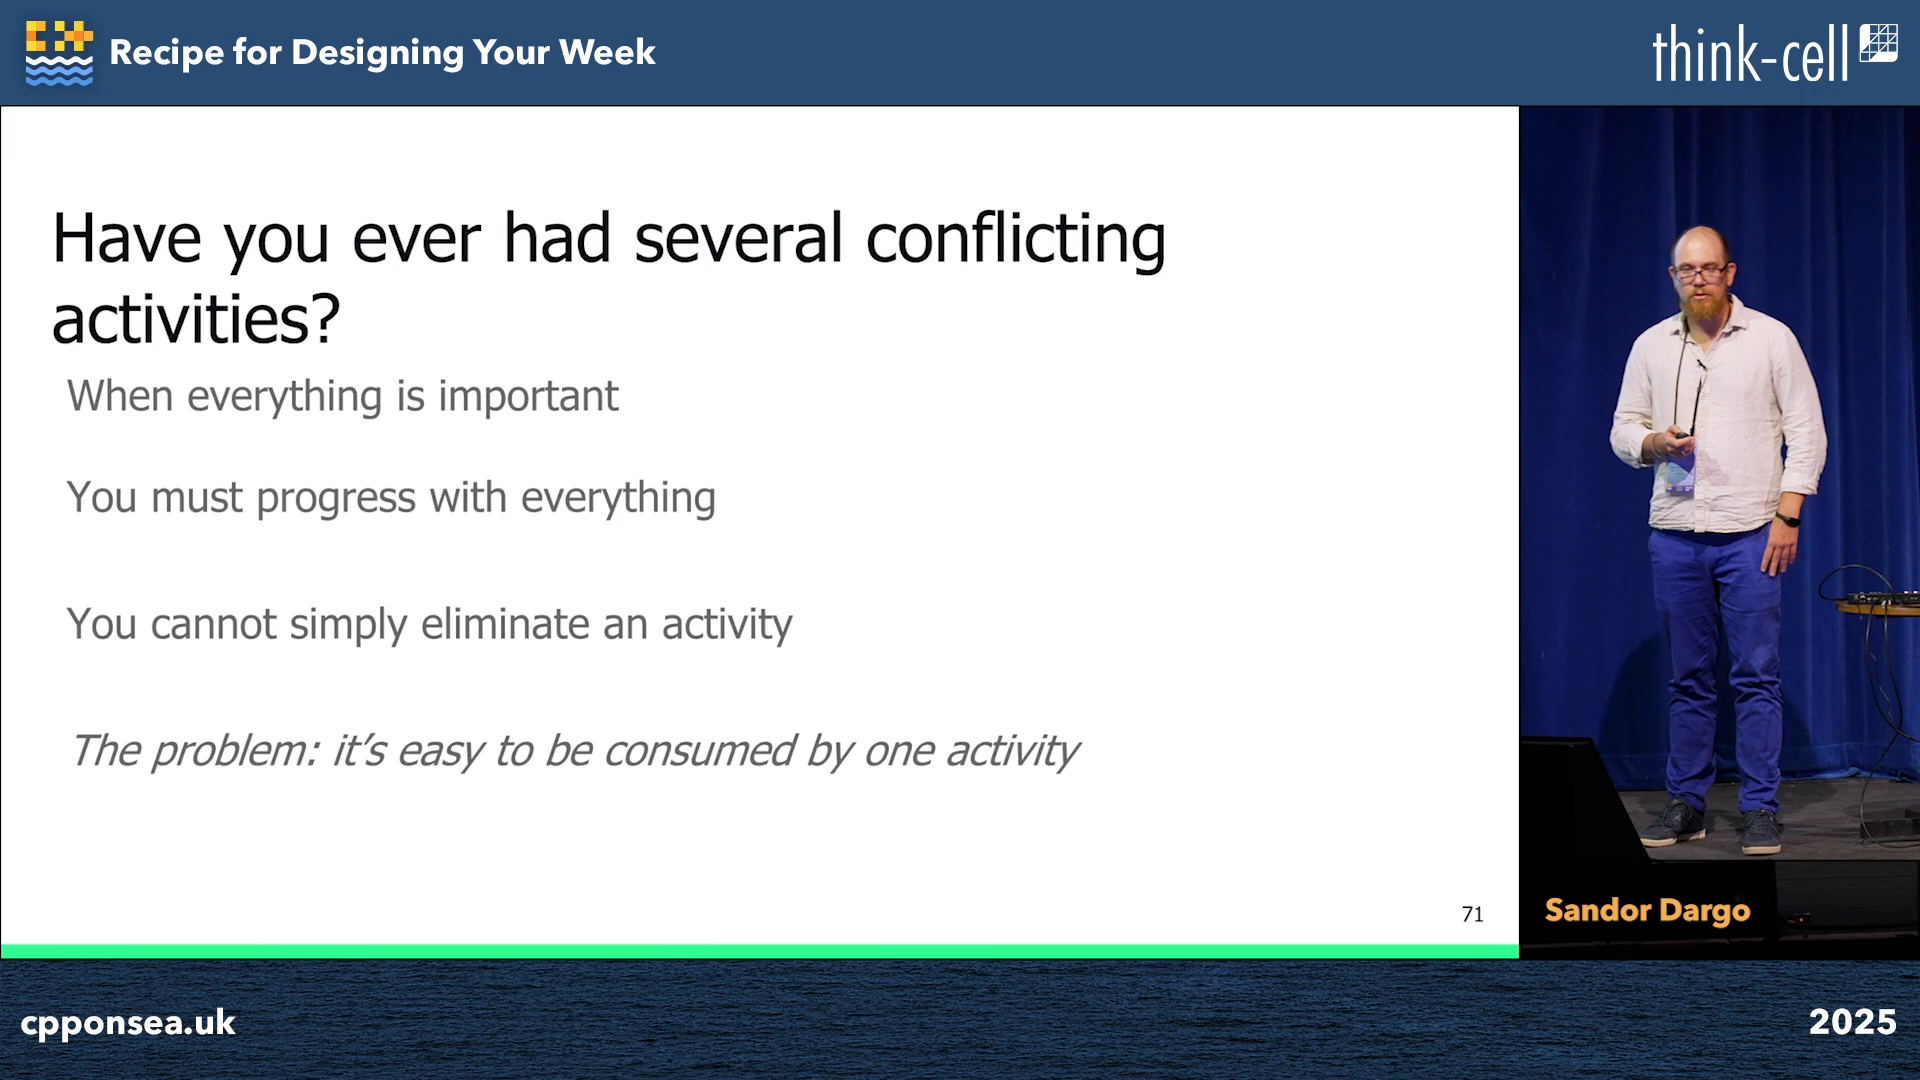 Recipe for Designing Your Week
think-cell
Have you ever had several conflicting
activities?
When everything is important
You must progress with everything
You cannot simply eliminate an activity
The problem: it's easy to be consumed by one activity
71
Sandor Dargo
cpponsea.uk
2025